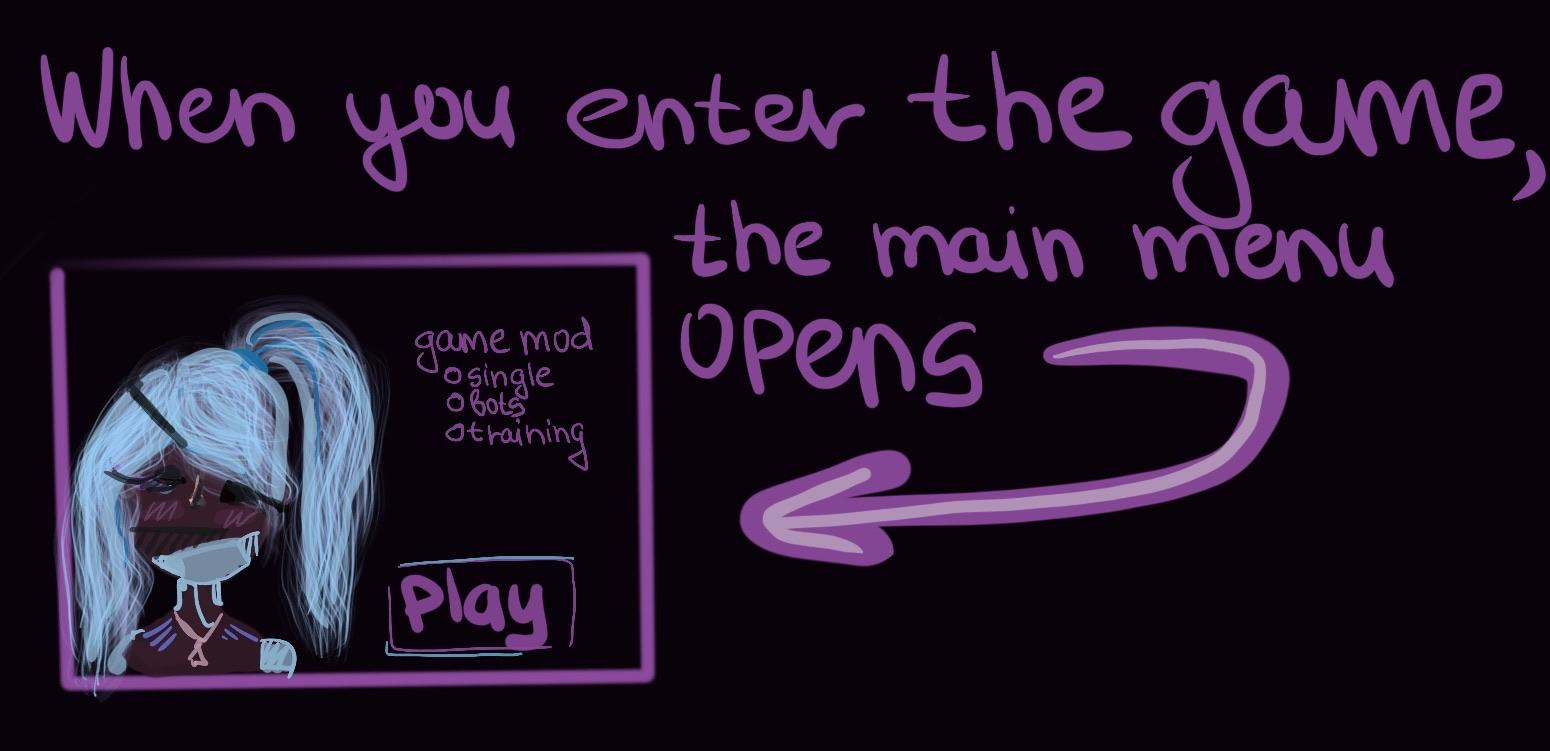 When you enter the game,
the main menu
opens
game mod
single
bots
training
Play